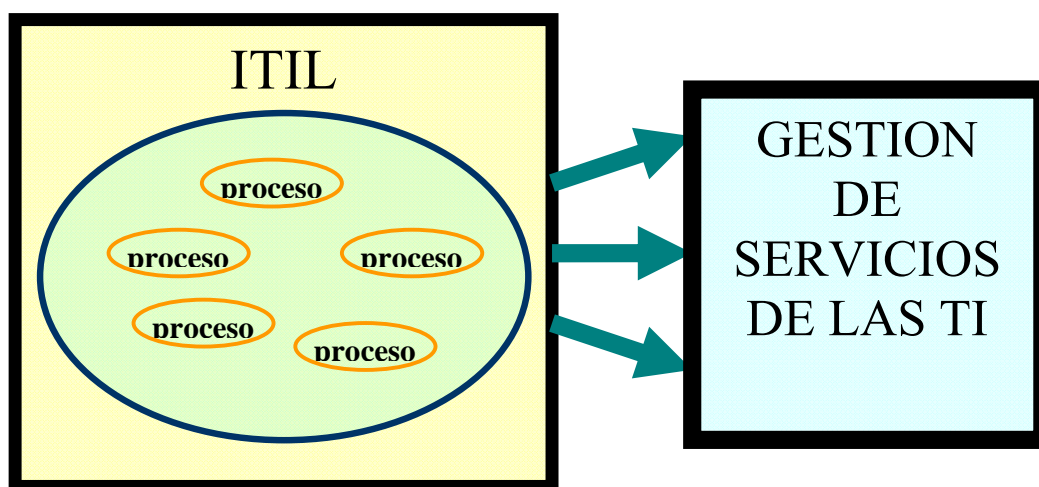 ITIL
proceso
proceso
proceso
proceso
proceso
GESTION
DE
SERVICIOS
DE LAS TI